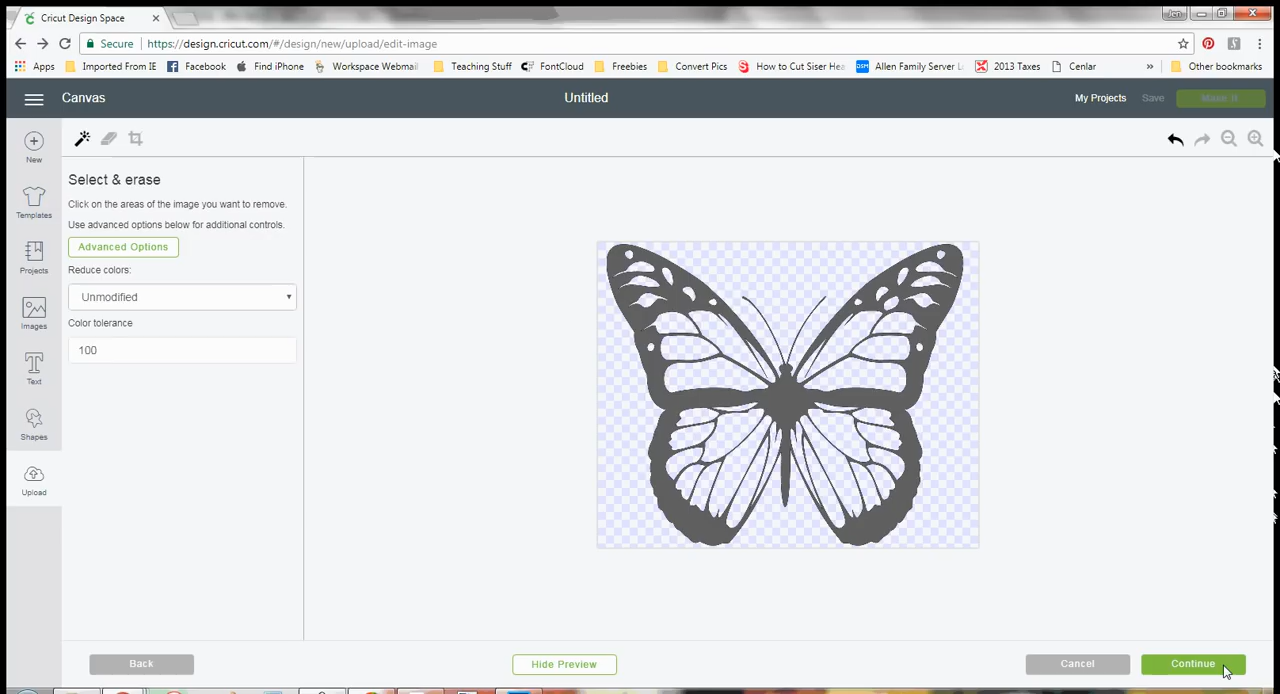 Cricut Design Space
Jen
Secure https://design.cricut.com/#/design/new/upload/edit-image
Apps Imported From IE Facebook Find iPhone Workspace Webmail Teaching Stuff FontCloud Freebies Convert Pics How to Cut Siser Hea Allen Family Server L 2013 Taxes Cenlar » Other bookmarks
Canvas Untitled My Projects Save Make It
New
Templates
Projects
Images
Text
Shapes
Upload
Select & erase
Click on the areas of the image you want to remove.
Use advanced options below for additional controls.
Advanced Options
Reduce colors:
Unmodified
Color tolerance
100
Back Hide Preview Cancel Continue